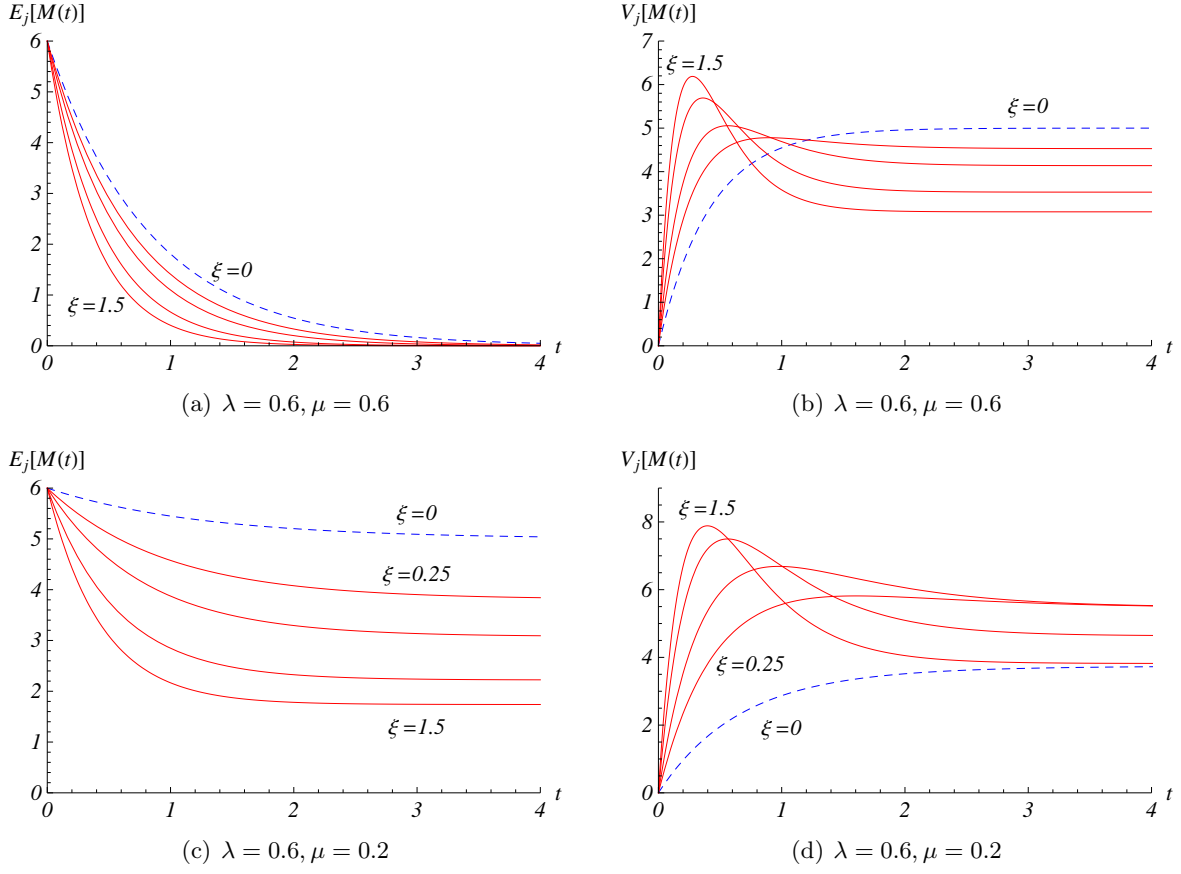 E_j[M(t)]
6
5
4
3
2
1
0
0 1 2 3 4 t
ξ=0
ξ=1.5
(a) λ = 0.6, μ = 0.6
V_j[M(t)]
7
6
5
4
3
2
1
0
0 1 2 3 4 t
ξ=1.5
ξ=0
(b) λ = 0.6, μ = 0.6
E_j[M(t)]
6
5
4
3
2
1
0
0 1 2 3 4 t
ξ=0
ξ=0.25
ξ=1.5
(c) λ = 0.6, μ = 0.2
V_j[M(t)]
8
6
4
2
0
0 1 2 3 4 t
ξ=1.5
ξ=0.25
ξ=0
(d) λ = 0.6, μ = 0.2